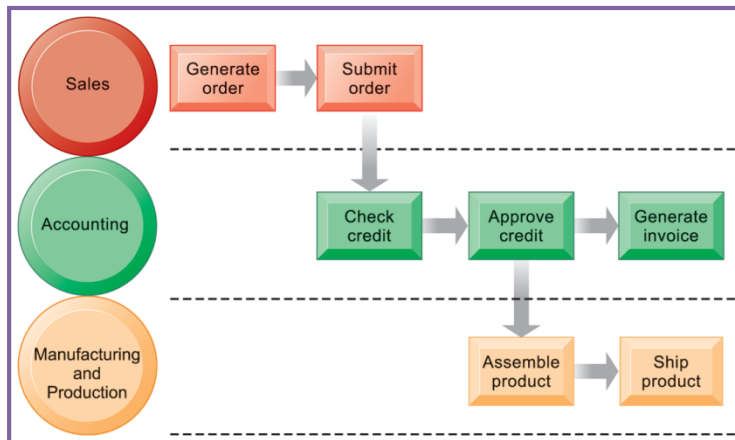 Sales
Generate
order
Submit
order
Accounting
Check
credit
Approve
credit
Generate
invoice
Manufacturing
and
Production
Assemble
product
Ship
product